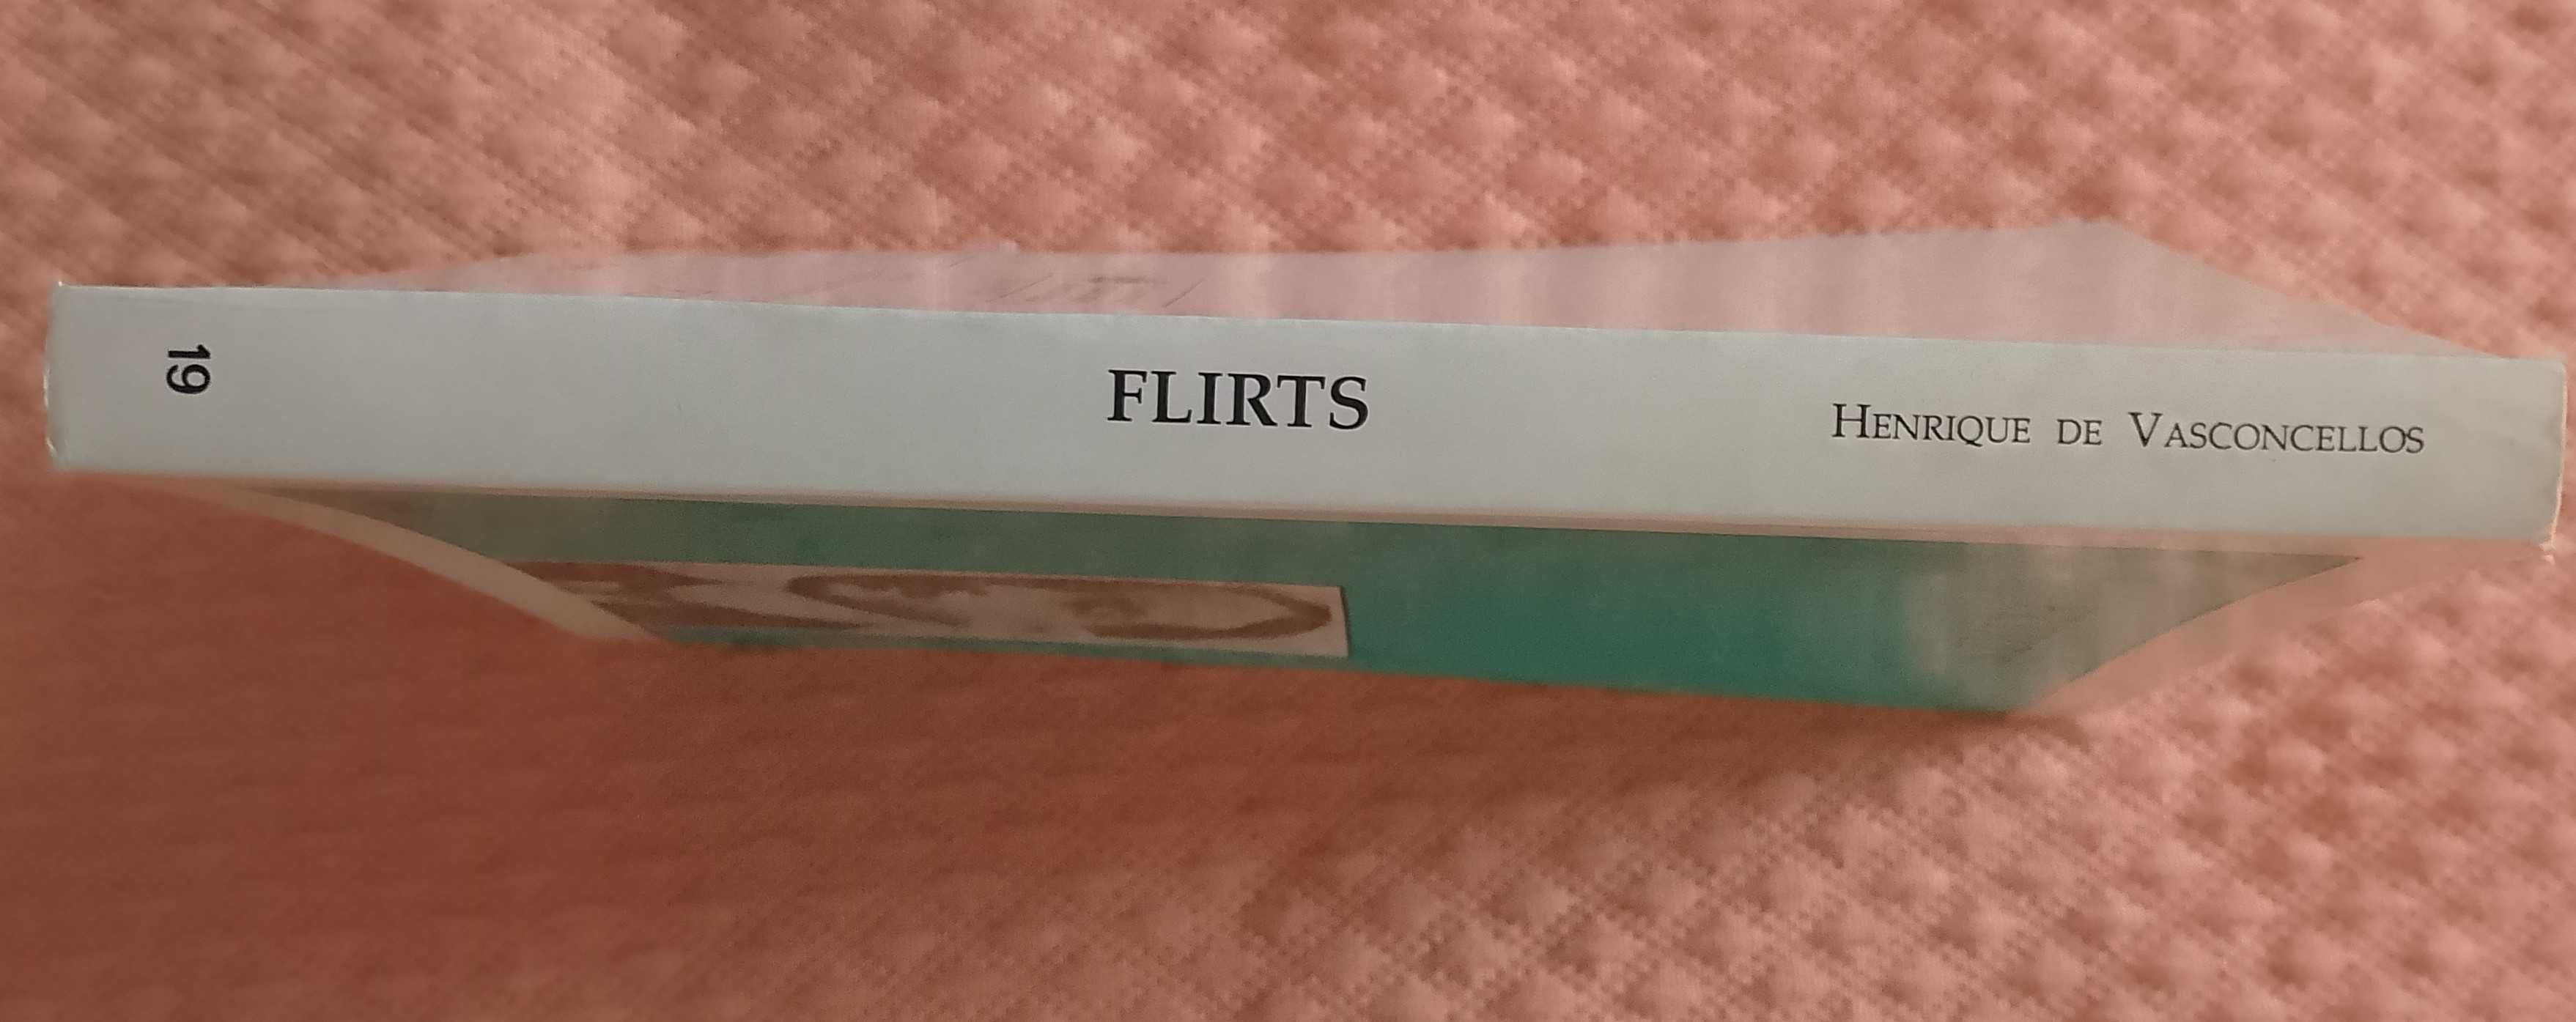 19
FLIRTS
HENRIQUE DE VASCONCELLOS